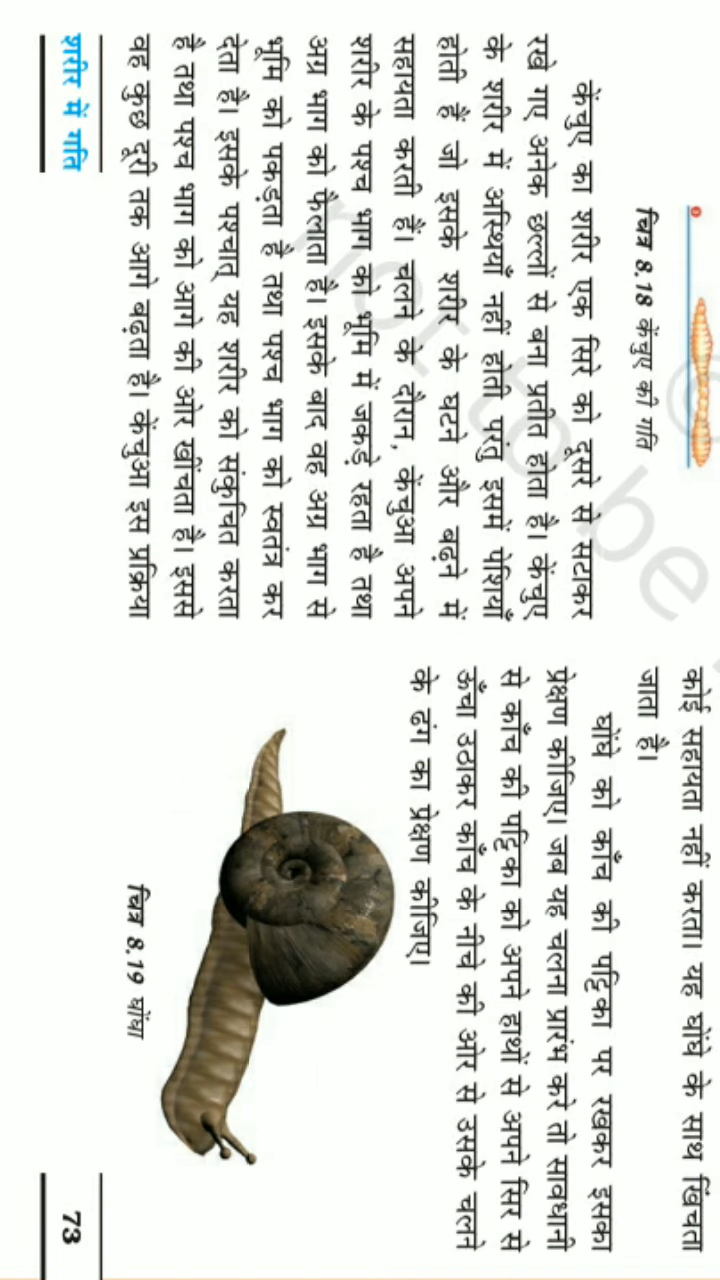 चित्र 8.18 केंचुए की गति
केंचुए का शरीर एक सिरे को दूसरे से सटाकर
रखे गए अनेक छल्लों से बना प्रतीत होता है। केंचुए
के शरीर में अस्थियाँ नहीं होती परंतु इसमें पेशियाँ
होती हैं जो इसके शरीर के घटने और बढ़ने में
सहायता करती हैं। चलने के दौरान, केंचुआ अपने
शरीर के पश्च भाग को भूमि में जकड़े रहता है तथा
अग्र भाग को फैलाता है। इसके बाद वह अग्र भाग से
भूमि को पकड़ता है तथा पश्च भाग को स्वतंत्र कर
देता है। इसके पश्चात् यह शरीर को संकुचित करता
है तथा पश्च भाग को आगे की ओर खींचता है। इससे
वह कुछ दूरी तक आगे बढ़ता है। केंचुआ इस प्रक्रिया
कोई सहायता नहीं करता। यह घोंघे के साथ खिंचता
जाता है।
घोंघे को काँच की पट्टिका पर रखकर इसका
प्रेक्षण कीजिए। जब यह चलना प्रारंभ करे तो सावधानी
से काँच की पट्टिका को अपने हाथों से अपने सिर से
ऊँचा उठाकर काँच के नीचे की ओर से उसके चलने
के ढंग का प्रेक्षण कीजिए।
चित्र 8.19 घोंघा
शरीर में गति
73
not to be